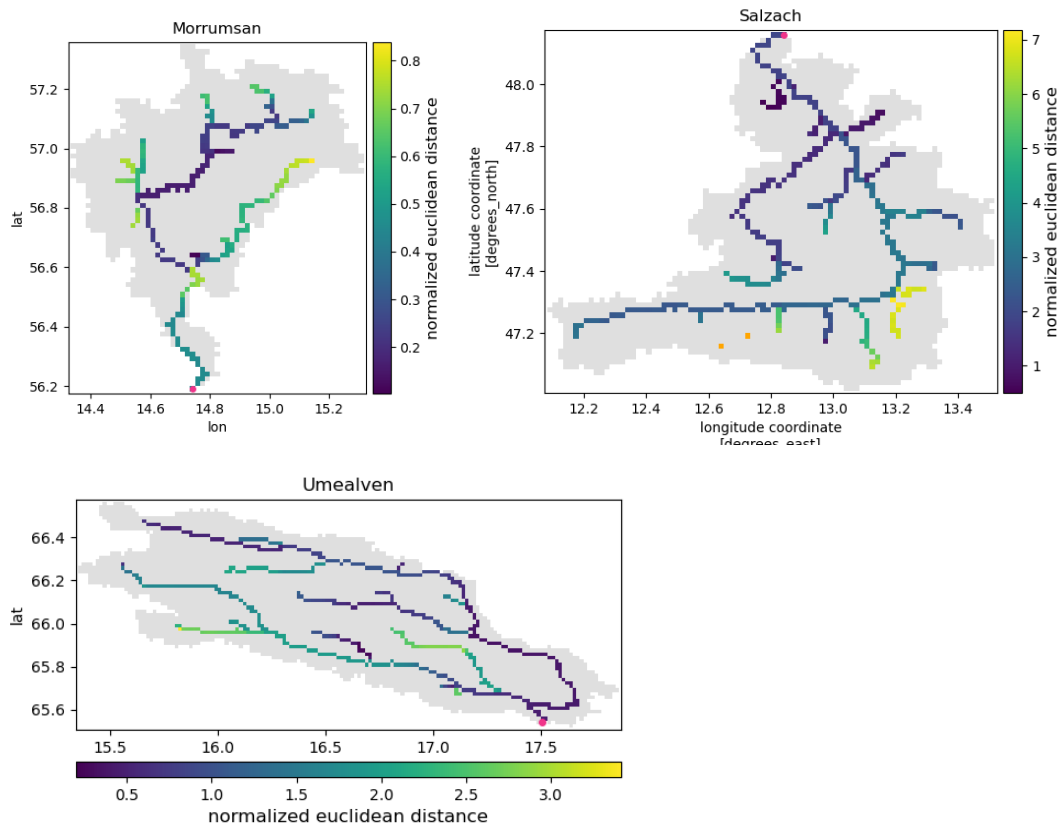 Morrumsan
57.2
57.0
56.8
56.6
56.4
56.2
lat
14.4 14.6 14.8 15.0 15.2
lon
0.8
0.7
0.6
0.5
0.4
0.3
0.2
normalized euclidean distance
Salzach
48.0
47.8
47.6
47.4
47.2
latitude coordinate
[degrees_north]
12.2 12.4 12.6 12.8 13.0 13.2 13.4
longitude coordinate
[degrees_east]
7
6
5
4
3
2
1
normalized euclidean distance
Umealven
66.4
66.2
66.0
65.8
65.6
lat
15.5 16.0 16.5 17.0 17.5
0.5 1.0 1.5 2.0 2.5 3.0
normalized euclidean distance